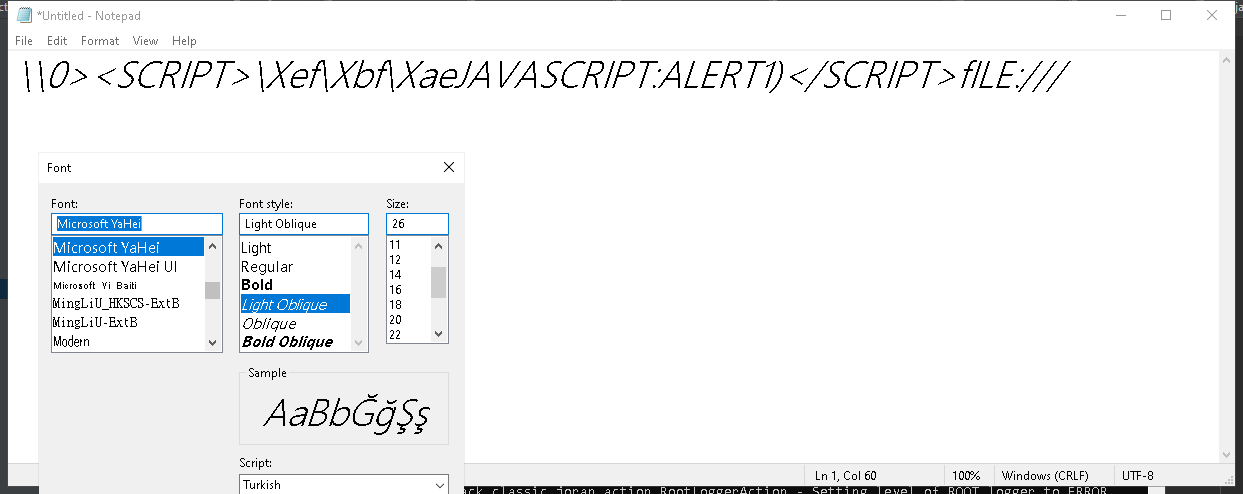 *Untitled - Notepad
File Edit Format View Help
\\0><SCRIPT>\Xef\Xbf\XaeJAVASCRIPT:ALERT1)</SCRIPT>fILE:///
Font
Font: Font style: Size:
Microsoft YaHei Light Oblique 26
Microsoft YaHei
Microsoft YaHei UI
Microsoft Yi Baiti
MingLiU_HKSCS-ExtB
MingLiU-ExtB
Modern
Light
Regular
Bold
Light Oblique
Oblique
Bold Oblique
11
12
14
16
18
20
22
Sample
AaBbĞğŞş
Script:
Turkish
Ln 1, Col 60 100% Windows (CRLF) UTF-8
classic.joran.action.RootLoggerAction - Setting level of ROOT logger to ERROR